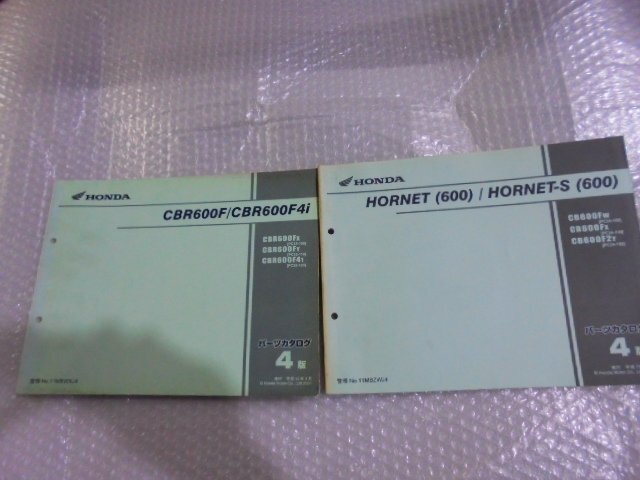 HONDA
CBR600F/CBR600F4i
CBR600FX
CBR600FY
CBR600F41
パーツカタログ
4版
HONDA
HORNET (600) / HORNET-S (600)
CB600FW
CB600FX
CB600F2Y
パーツカタログ
4